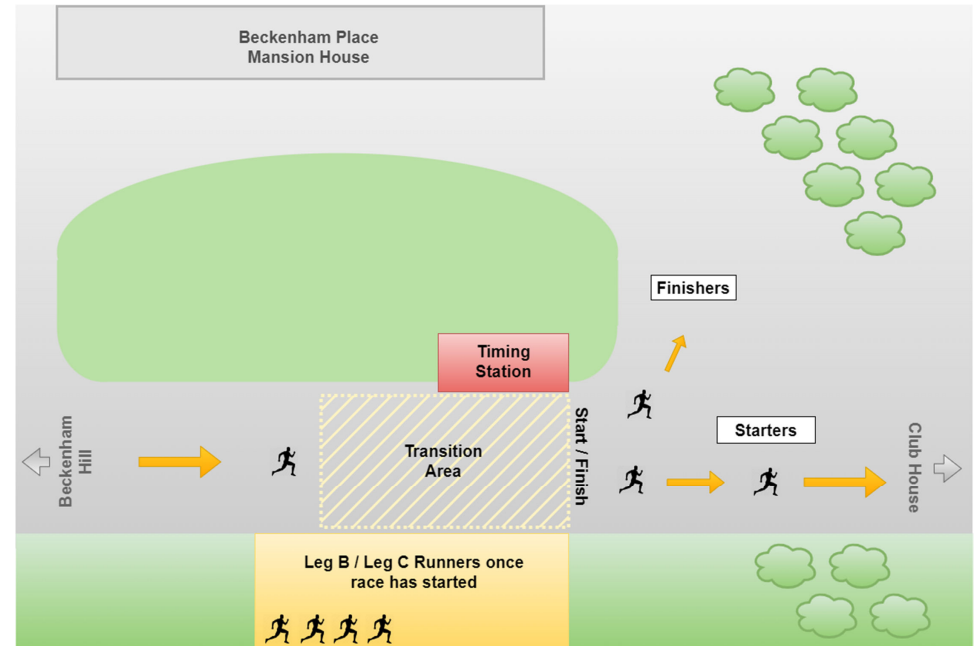 Beckenham Place
Mansion House
Finishers
Timing
Station
Starters
Start / Finish
Transition
Area
Beckenham
Hill
Club House
Leg B / Leg C Runners once
race has started